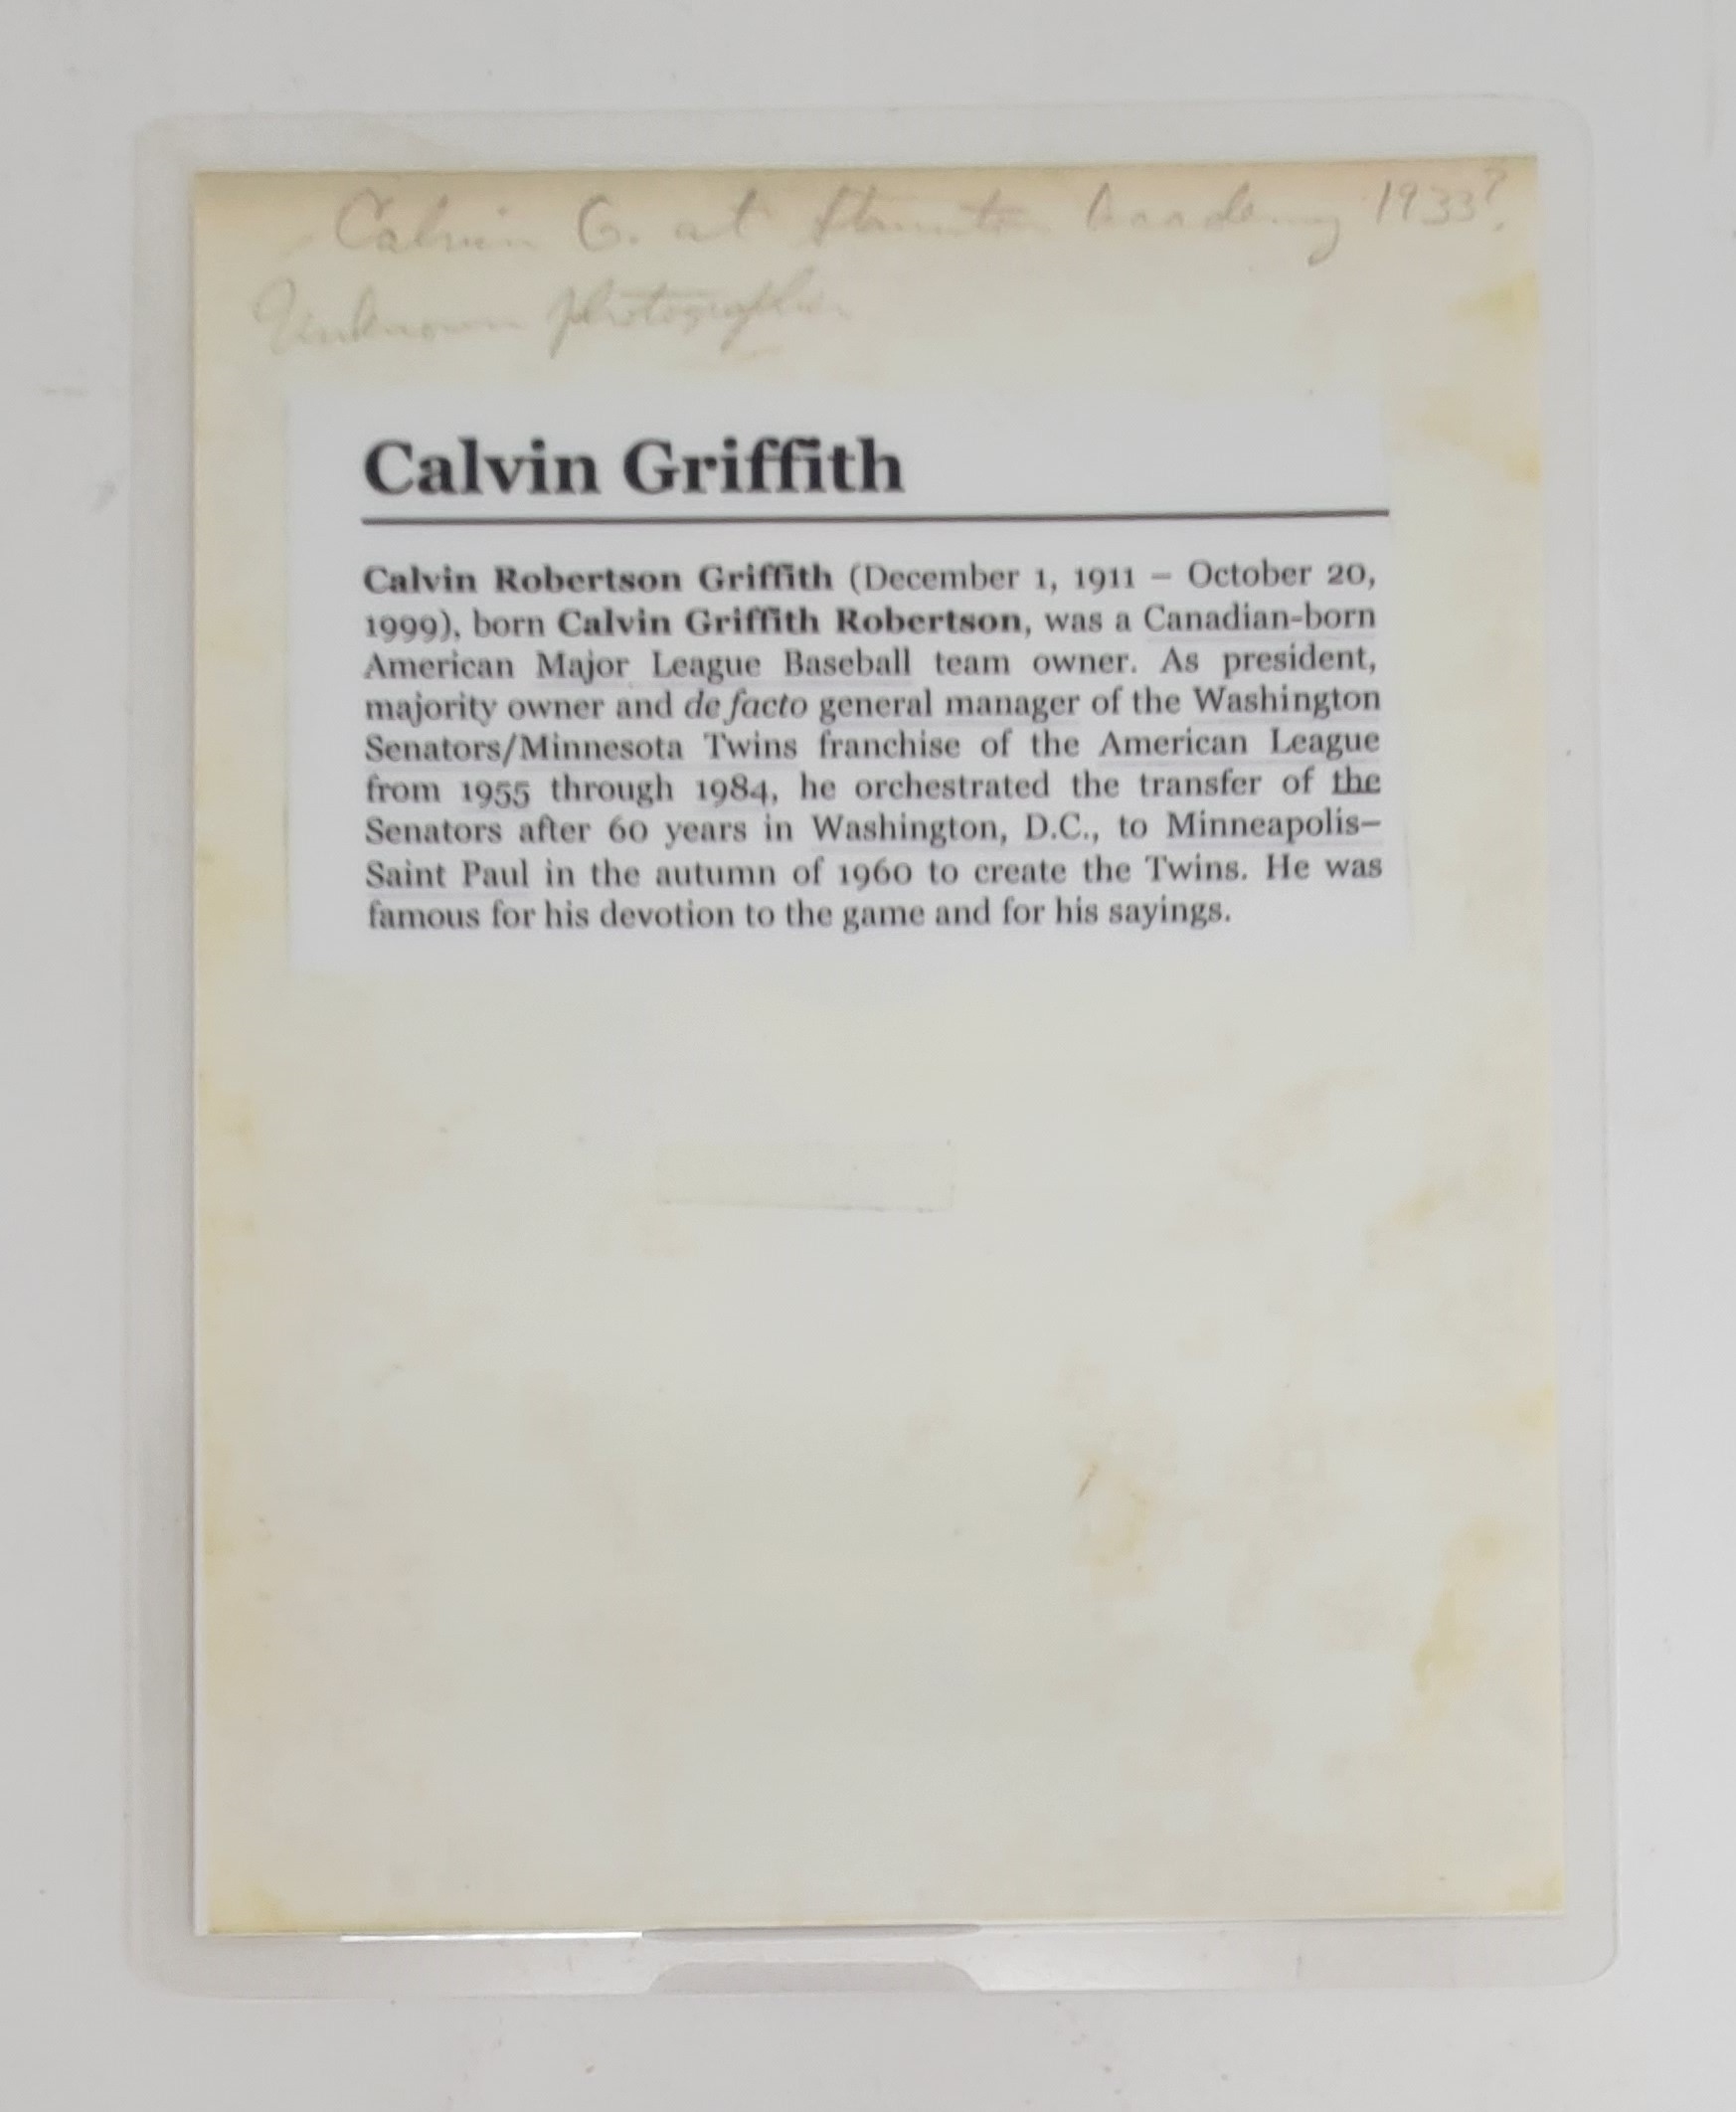 Calvin G. at Staunton Academy 1933?
Unknown photographer
Calvin Griffith
Calvin Robertson Griffith (December 1, 1911 – October 20,
1999), born Calvin Griffith Robertson, was a Canadian-born
American Major League Baseball team owner. As president,
majority owner and de facto general manager of the Washington
Senators/Minnesota Twins franchise of the American League
from 1955 through 1984, he orchestrated the transfer of the
Senators after 60 years in Washington, D.C., to Minneapolis–
Saint Paul in the autumn of 1960 to create the Twins. He was
famous for his devotion to the game and for his sayings.